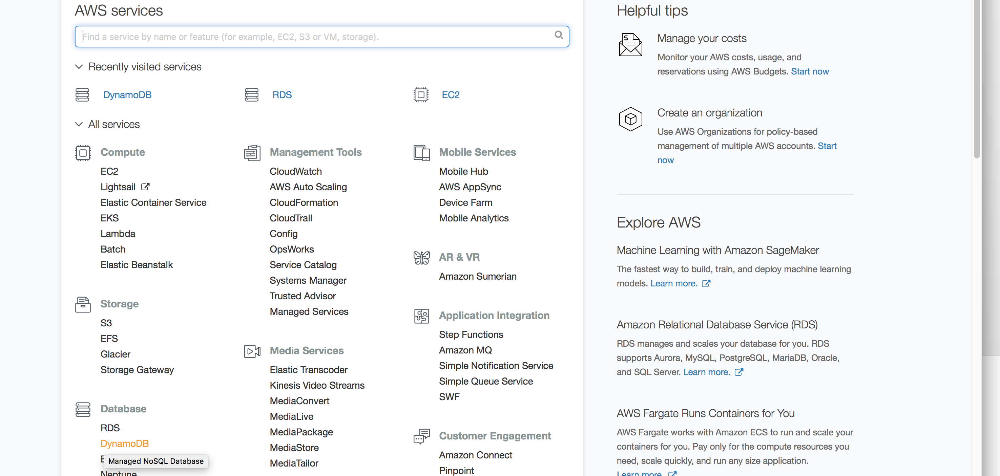 AWS services
Find a service by name or feature (for example, EC2, S3 or VM, storage).
Recently visited services
DynamoDB
RDS
EC2
All services
Compute
EC2
Lightsail
Elastic Container Service
EKS
Lambda
Batch
Elastic Beanstalk
Storage
S3
EFS
Glacier
Storage Gateway
Database
RDS
DynamoDB
Managed NoSQL Database
Neptune
Management Tools
CloudWatch
AWS Auto Scaling
CloudFormation
CloudTrail
Config
OpsWorks
Service Catalog
Systems Manager
Trusted Advisor
Managed Services
Media Services
Elastic Transcoder
Kinesis Video Streams
MediaConvert
MediaLive
MediaPackage
MediaStore
MediaTailor
Mobile Services
Mobile Hub
AWS AppSync
Device Farm
Mobile Analytics
AR & VR
Amazon Sumerian
Application Integration
Step Functions
Amazon MQ
Simple Notification Service
Simple Queue Service
SWF
Customer Engagement
Amazon Connect
Pinpoint
Helpful tips
Manage your costs
Monitor your AWS costs, usage, and
reservations using AWS Budgets. Start now
Create an organization
Use AWS Organizations for policy-based
management of multiple AWS accounts. Start
now
Explore AWS
Machine Learning with Amazon SageMaker
The fastest way to build, train, and deploy machine learning
models. Learn more.
Amazon Relational Database Service (RDS)
RDS manages and scales your database for you. RDS
supports Aurora, MySQL, PostgreSQL, MariaDB, Oracle,
and SQL Server. Learn more.
AWS Fargate Runs Containers for You
AWS Fargate works with Amazon ECS to run and scale your
containers for you. Pay only for the compute resources you
need, scale quickly, and run any size application.
Learn more.